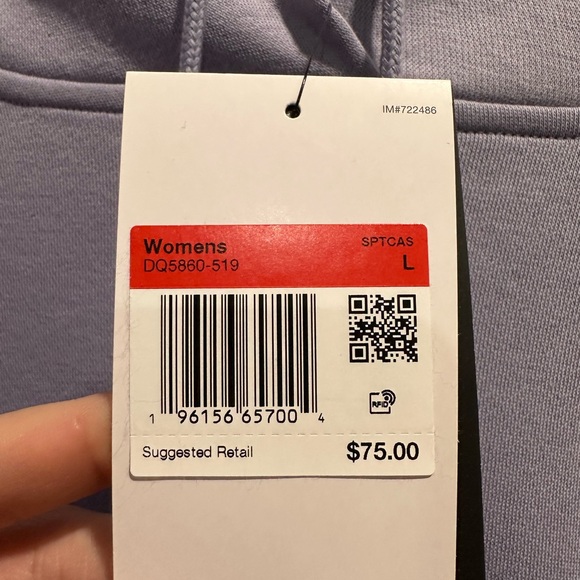 IM#722486
Womens SPTCAS
DQ5860-519 L
RFID
1 96156 65700 4
Suggested Retail $75.00